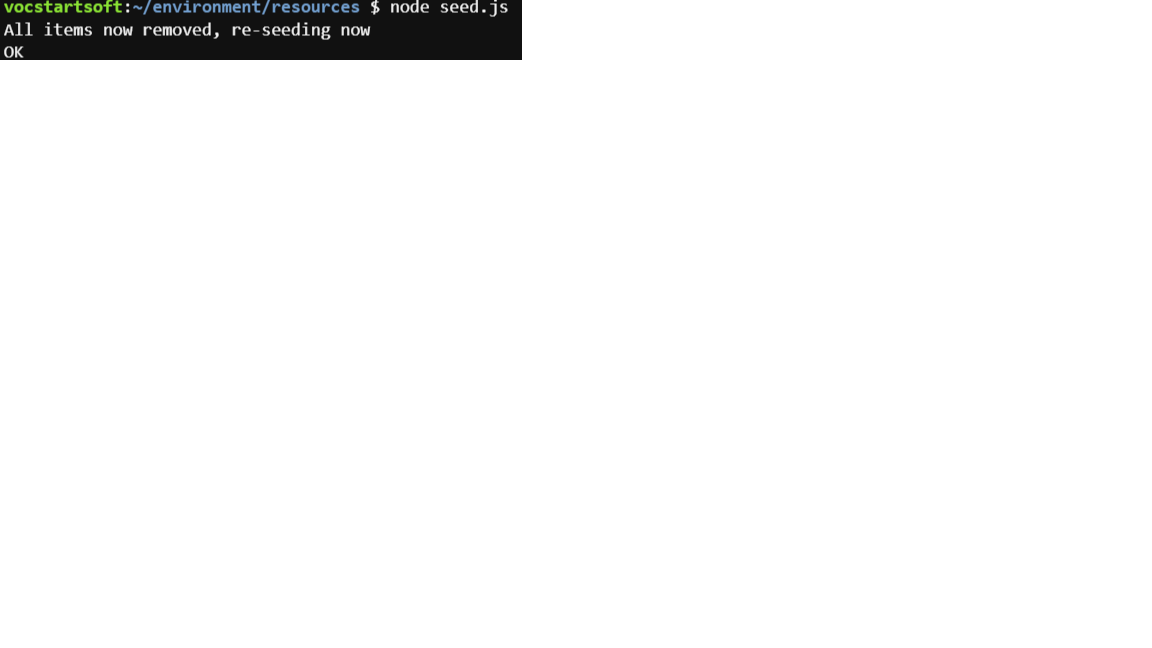 vocstartsoft:~/environment/resources $ node seed.js
All items now removed, re-seeding now
OK